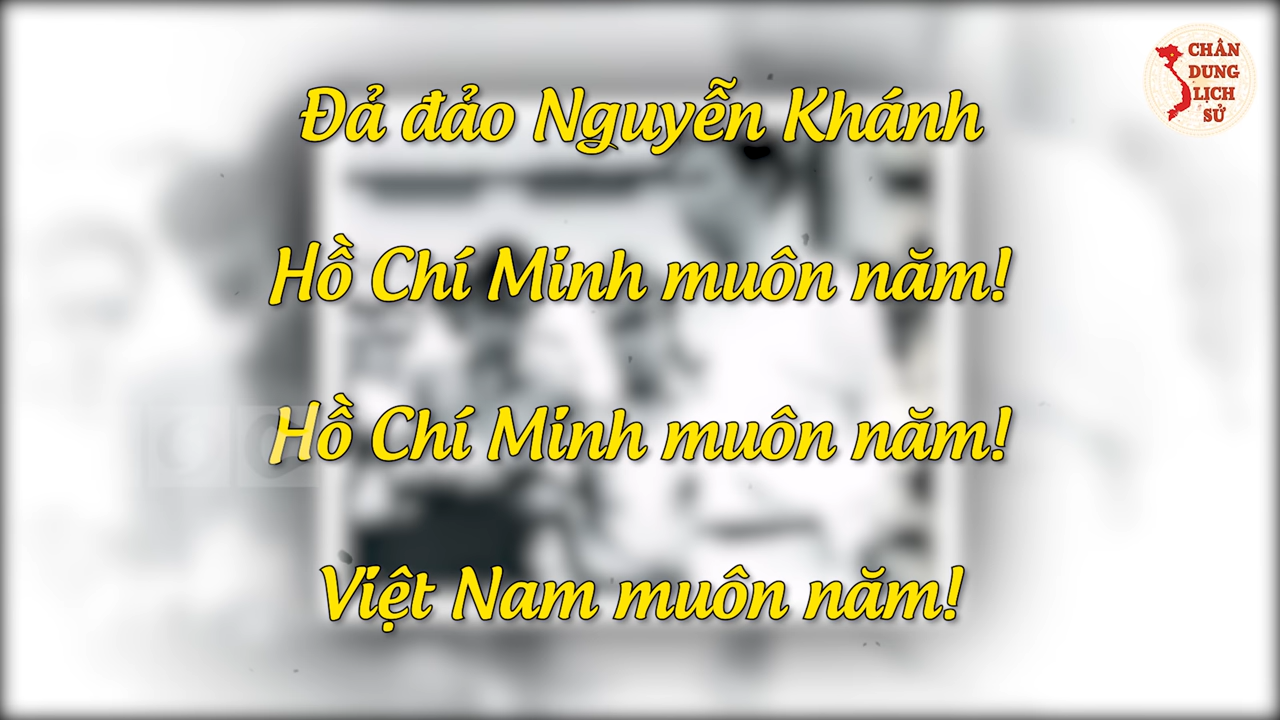 Đả đảo Nguyễn Khánh
Hồ Chí Minh muôn năm!
Hồ Chí Minh muôn năm!
Việt Nam muôn năm!
CHÂN
DUNG
LỊCH
SỬ